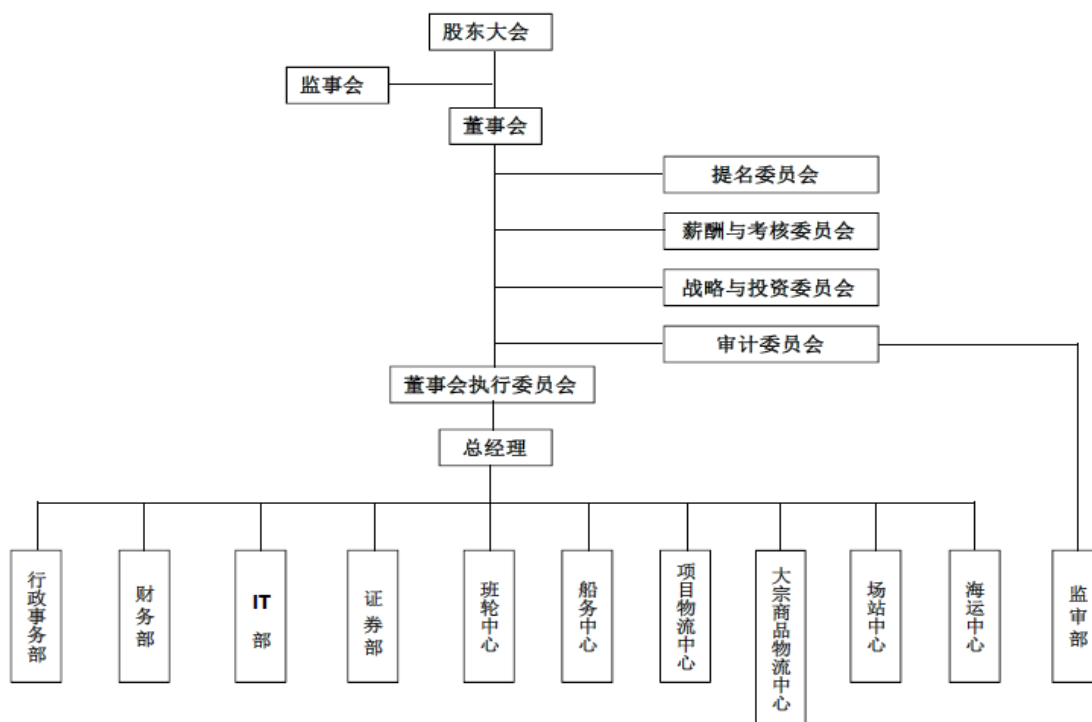 股东大会
监事会
董事会
提名委员会
薪酬与考核委员会
战略与投资委员会
审计委员会
董事会执行委员会
总经理
行政事务部
财务部
IT部
证券部
班轮中心
船务中心
项目物流中心
大宗商品物流中心
场站中心
海运中心
监审部